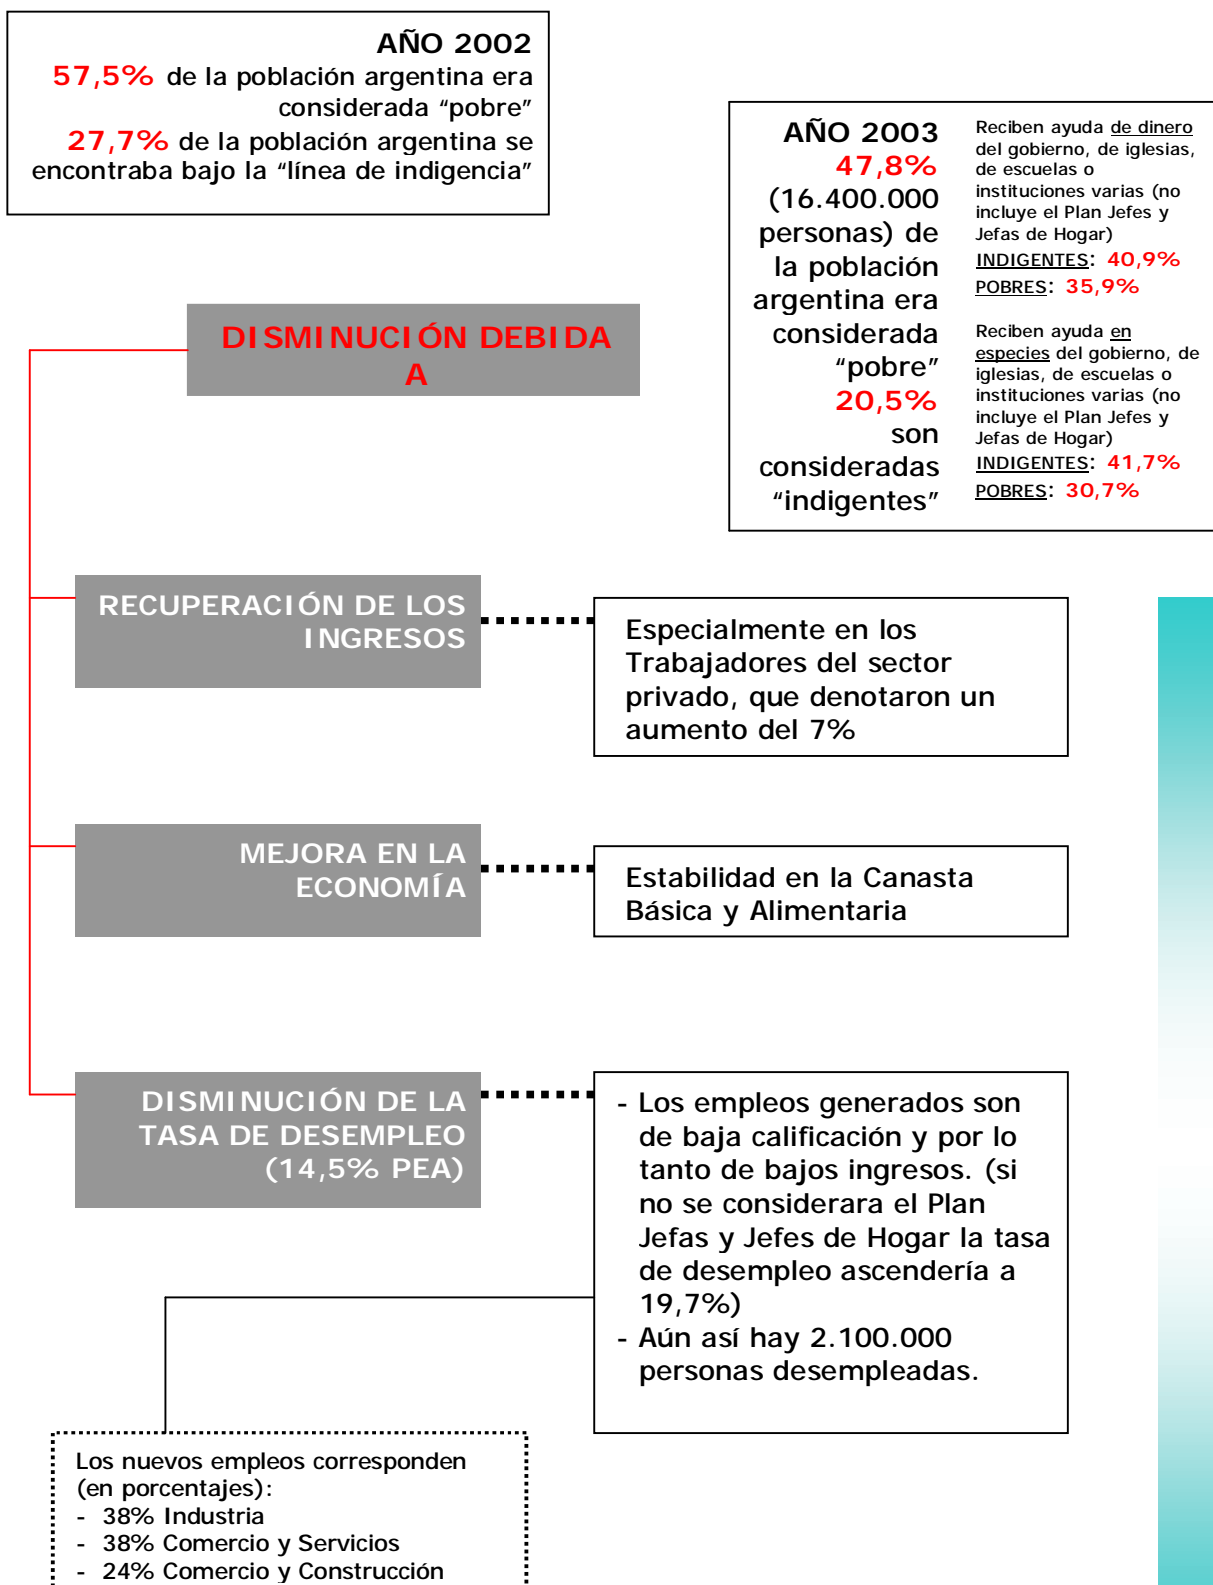 AÑO 2002
57,5% de la población argentina era
considerada “pobre”
27,7% de la población argentina se
encontraba bajo la “línea de indigencia”
AÑO 2003
47,8%
(16.400.000
personas) de
la población
argentina era
considerada
“pobre”
20,5%
son
consideradas
“indigentes”
Reciben ayuda de dinero
del gobierno, de iglesias,
de escuelas o
instituciones varias (no
incluye el Plan Jefes y
Jefas de Hogar)
INDIGENTES: 40,9%
POBRES: 35,9%
Reciben ayuda en
especies del gobierno, de
iglesias, de escuelas o
instituciones varias (no
incluye el Plan Jefes y
Jefas de Hogar)
INDIGENTES: 41,7%
POBRES: 30,7%
DISMINUCIÓN DEBIDA
A
RECUPERACIÓN DE LOS
INGRESOS
Especialmente en los
Trabajadores del sector
privado, que denotaron un
aumento del 7%
MEJORA EN LA
ECONOMÍA
Estabilidad en la Canasta
Básica y Alimentaria
DISMINUCIÓN DE LA
TASA DE DESEMPLEO
(14,5% PEA)
- Los empleos generados son
de baja calificación y por lo
tanto de bajos ingresos. (si
no se considerara el Plan
Jefas y Jefes de Hogar la tasa
de desempleo ascendería a
19,7%)
- Aún así hay 2.100.000
personas desempleadas.
Los nuevos empleos corresponden
(en porcentajes):
- 38% Industria
- 38% Comercio y Servicios
- 24% Comercio y Construcción